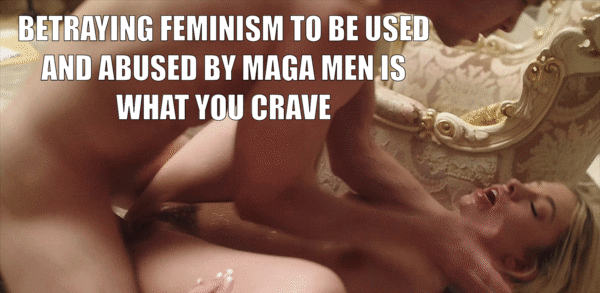 BETRAYING FEMINISM TO BE USED
AND ABUSED BY MAGA MEN IS
WHAT YOU CRAVE